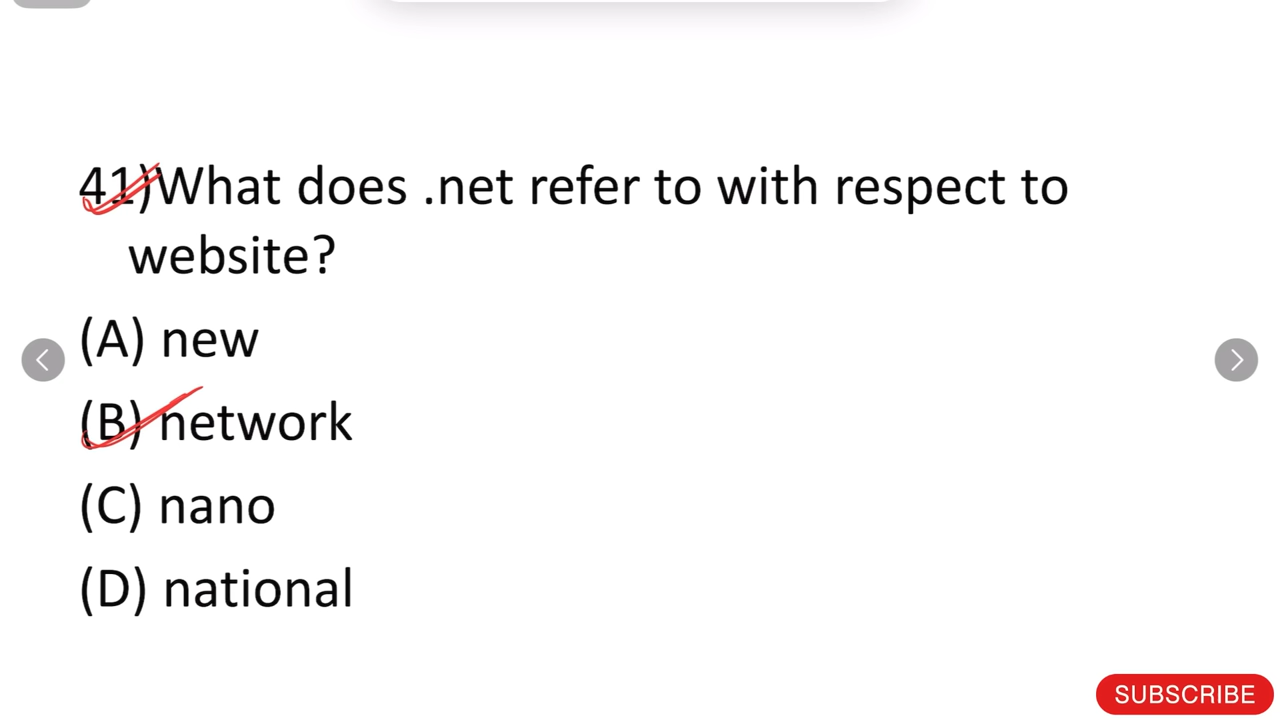 41)What does .net refer to with respect to
website?
(A) new
(B) network
(C) nano
(D) national
SUBSCRIBE